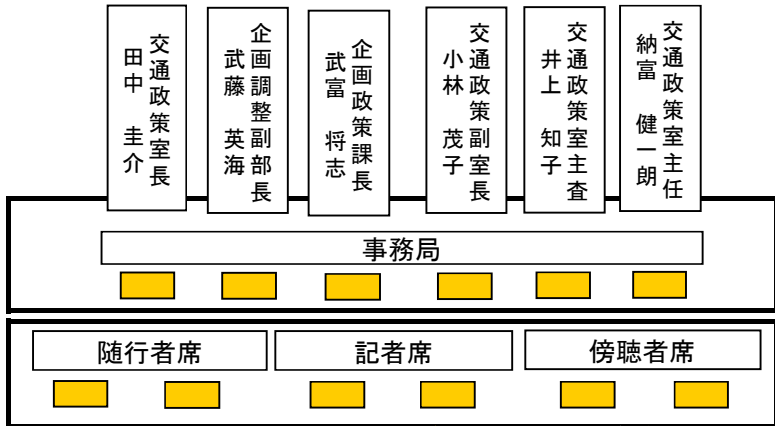 交通政策室長
田中 圭介
企画調整副部長
武藤 英海
企画政策課長
武富 将志
交通政策副室長
小林 茂子
交通政策室主査
井上 知子
交通政策室主任
納富 健一朗
事務局
随行者席
記者席
傍聴者席